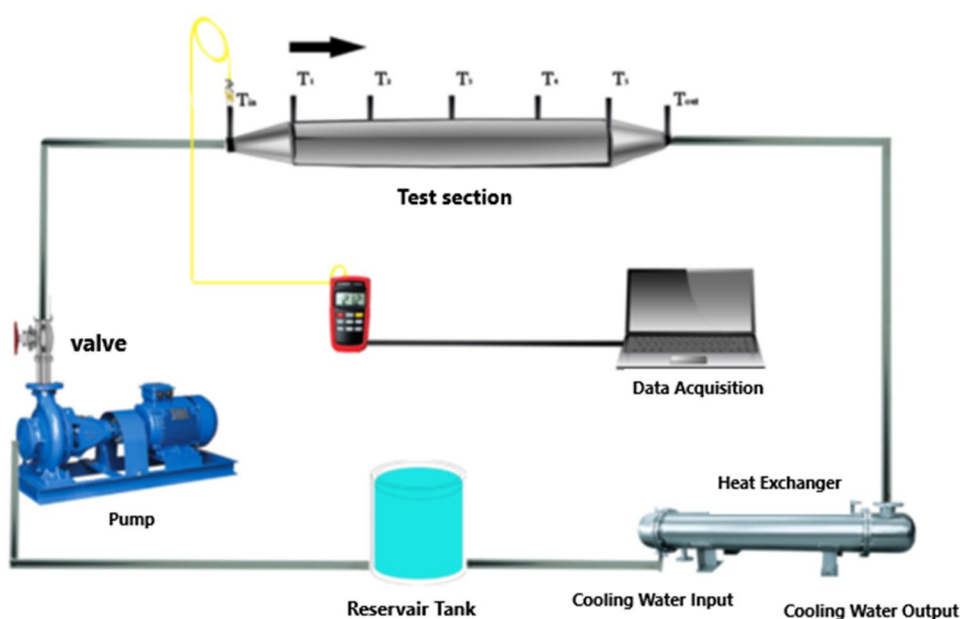 T1 T2 T3 T4 T5
Tin
Tout
Test section
valve
Data Acquisition
Pump
Heat Exchanger
Reservair Tank
Cooling Water Input
Cooling Water Output